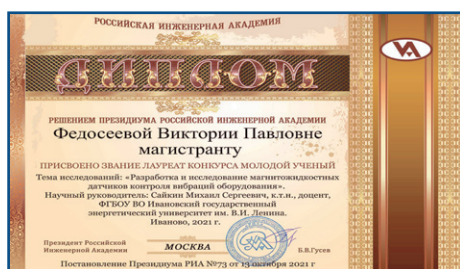 РОССИЙСКАЯ ИНЖЕНЕРНАЯ АКАДЕМИЯ
ДИПЛОМ
РЕШЕНИЕМ ПРЕЗИДИУМА РОССИЙСКОЙ ИНЖЕНЕРНОЙ АКАДЕМИИ
Федосеевой Виктории Павловне
магистранту
ПРИСВОЕНО ЗВАНИЕ ЛАУРЕАТ КОНКУРСА МОЛОДОЙ УЧЕНЫЙ
Тема исследований: «Разработка и исследование магнитожидкостных
датчиков контроля вибраций оборудования».
Научный руководитель: Сайкин Михаил Сергеевич, к.т.н., доцент,
ФГБОУ ВО Ивановский государственный
энергетический университет им. В.И. Ленина.
Иваново, 2021 г.
Президент Российской
Инженерной Академии
МОСКВА
Б.В.Гусев
Постановление Президиума РИА №73 от 13 октября 2021 г